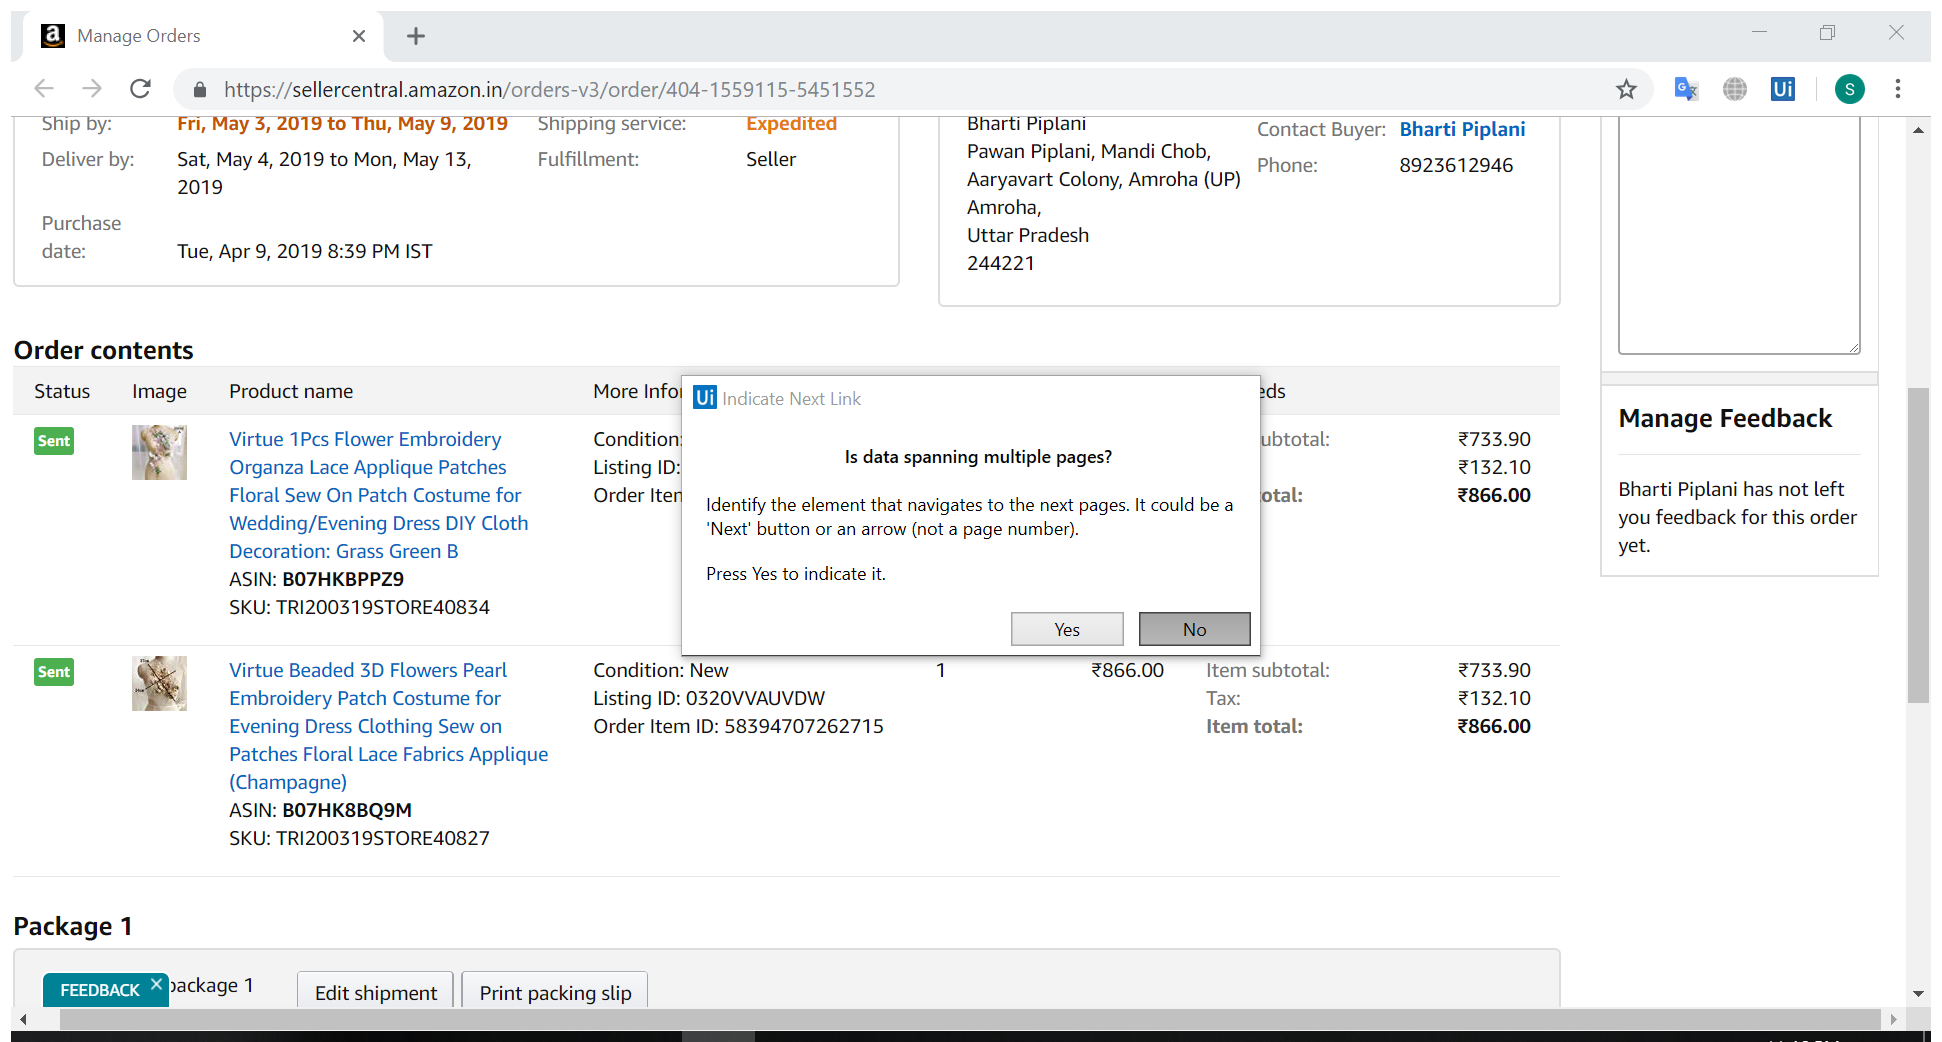 Manage Orders
https://sellercentral.amazon.in/orders-v3/order/404-1559115-5451552
Ui
S
Ship by: Fri, May 3, 2019 to Thu, May 9, 2019 Shipping service: Expedited
Deliver by: Sat, May 4, 2019 to Mon, May 13, 2019 Fulfillment: Seller
Purchase date: Tue, Apr 9, 2019 8:39 PM IST
Bharti Piplani
Pawan Piplani, Mandi Chob,
Aaryavart Colony, Amroha (UP)
Amroha,
Uttar Pradesh
244221
Contact Buyer: Bharti Piplani
Phone: 8923612946
Order contents
Status Image Product name More Infor eds
Sent
Virtue 1Pcs Flower Embroidery
Organza Lace Applique Patches
Floral Sew On Patch Costume for
Wedding/Evening Dress DIY Cloth
Decoration: Grass Green B
ASIN: B07HKBPPZ9
SKU: TRI200319STORE40834
Condition:
Listing ID:
Order Item
ubtotal: ₹733.90
₹132.10
otal: ₹866.00
Ui Indicate Next Link
Is data spanning multiple pages?
Identify the element that navigates to the next pages. It could be a
'Next' button or an arrow (not a page number).
Press Yes to indicate it.
Yes No
Sent
Virtue Beaded 3D Flowers Pearl
Embroidery Patch Costume for
Evening Dress Clothing Sew on
Patches Floral Lace Fabrics Applique
(Champagne)
ASIN: B07HK8BQ9M
SKU: TRI200319STORE40827
Condition: New
Listing ID: 0320VVAUVDW
Order Item ID: 58394707262715
1 ₹866.00
Item subtotal: ₹733.90
Tax: ₹132.10
Item total: ₹866.00
Manage Feedback
Bharti Piplani has not left
you feedback for this order
yet.
Package 1
FEEDBACK package 1 Edit shipment Print packing slip